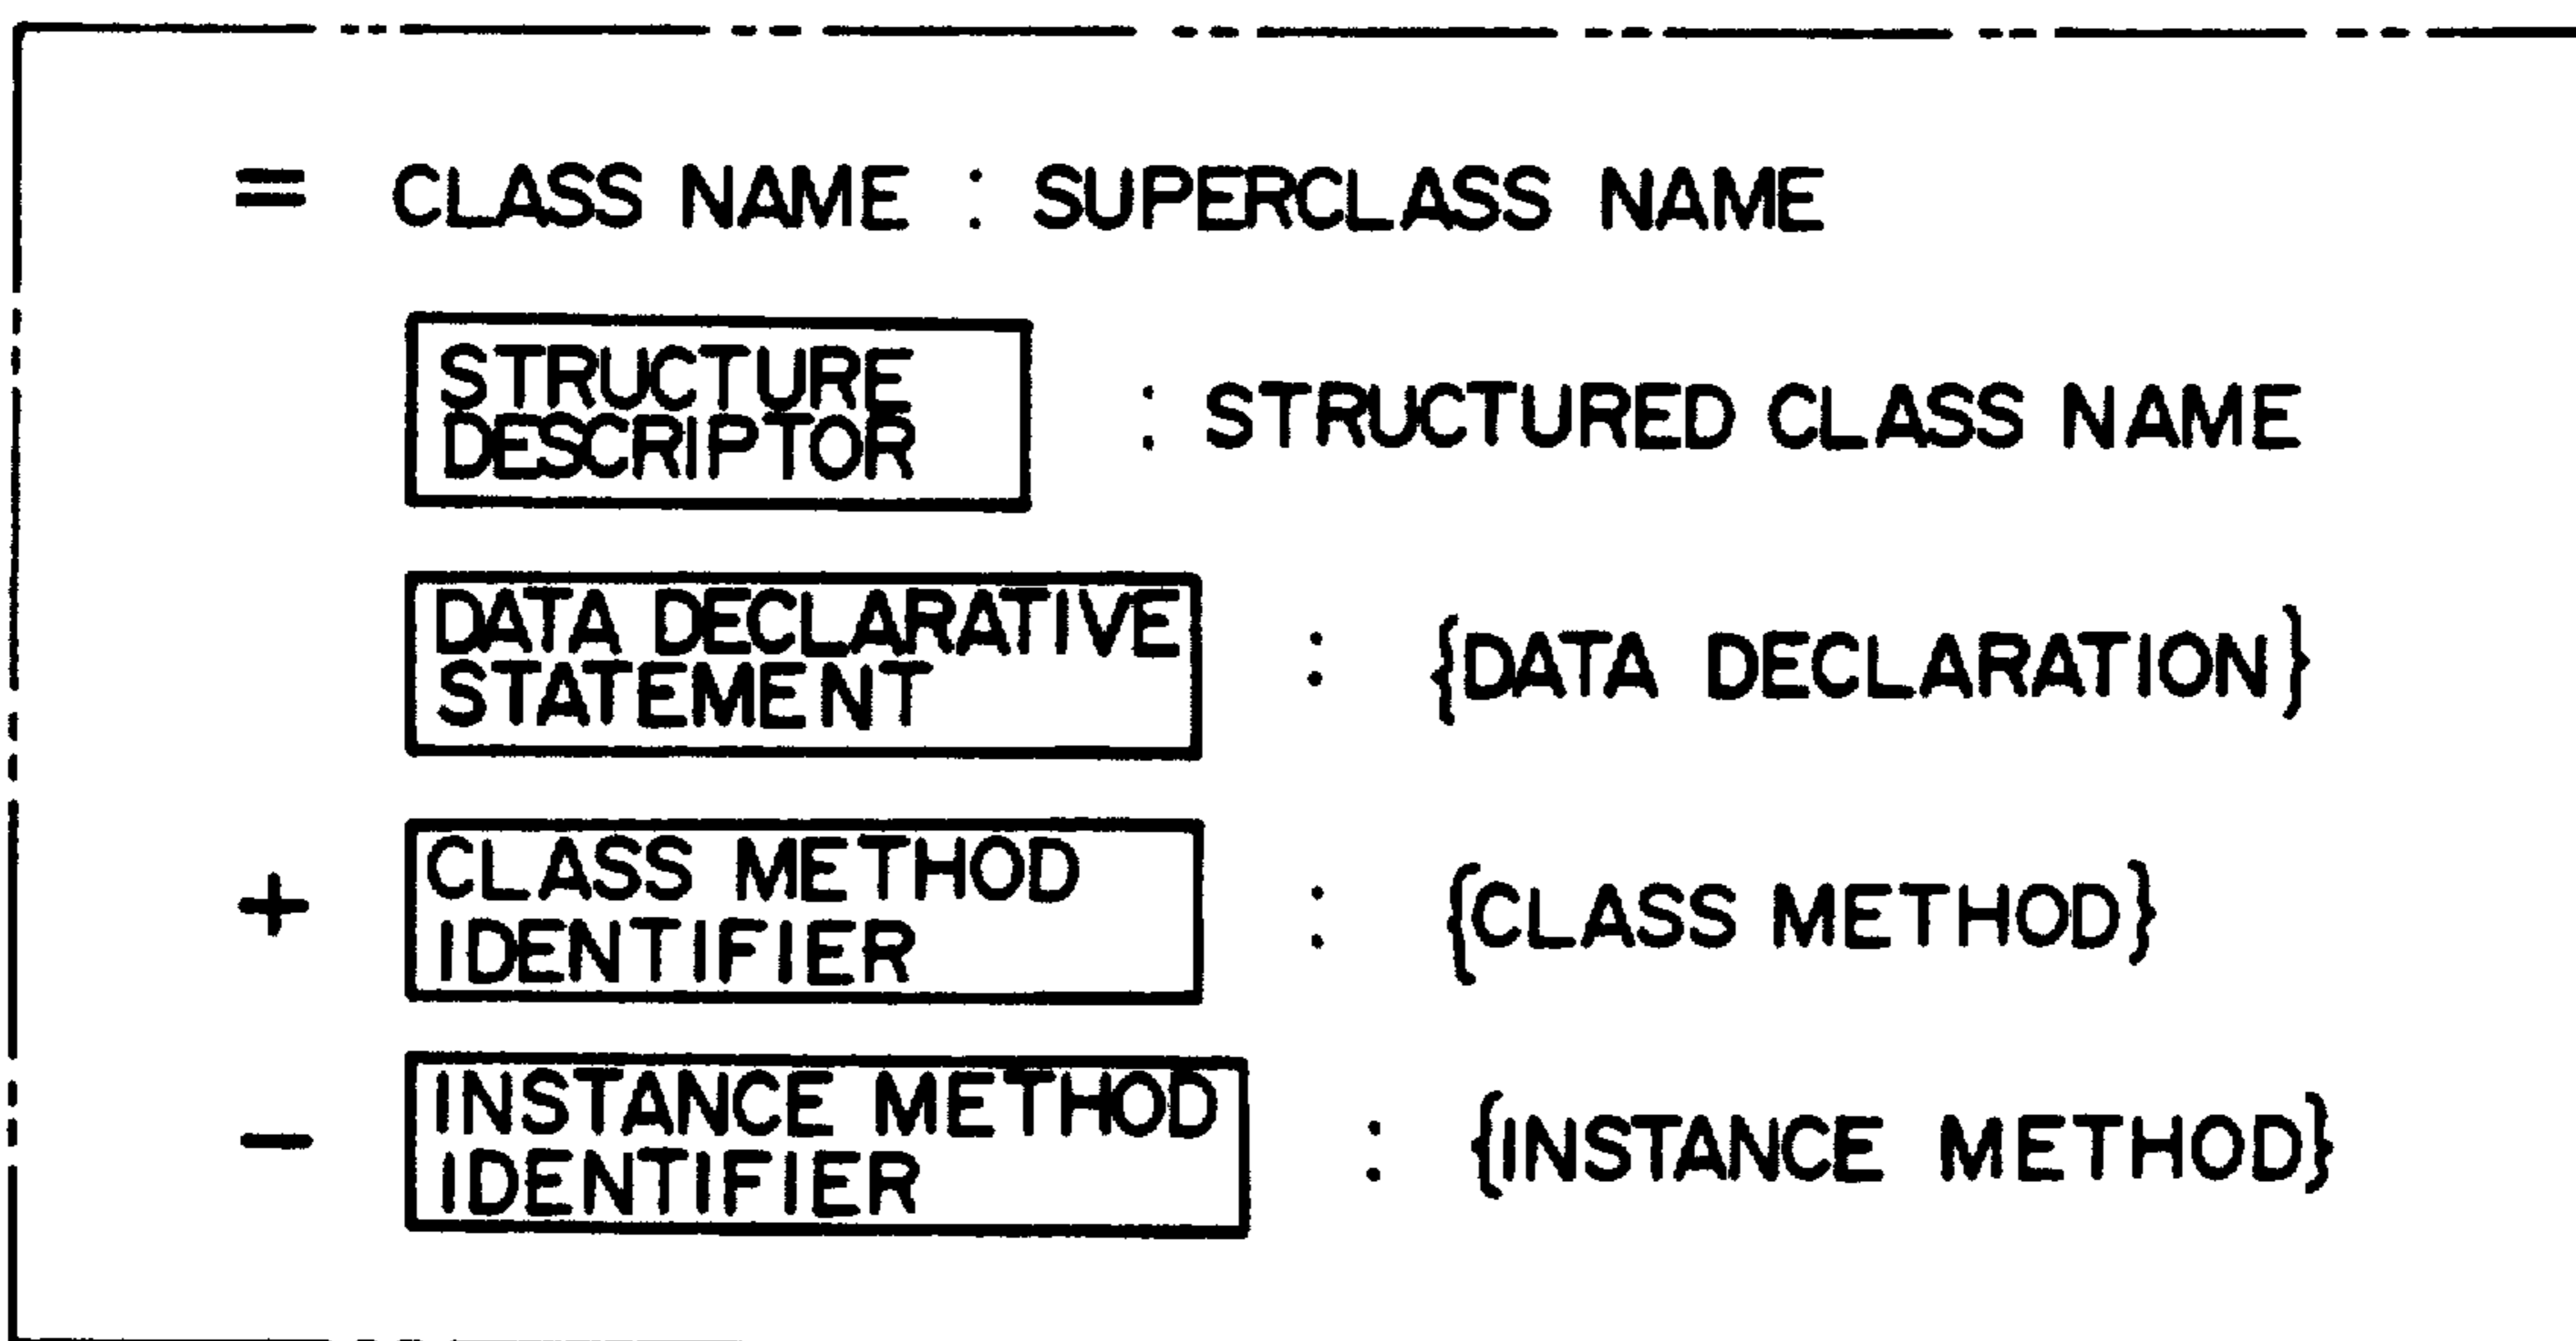 = CLASS NAME : SUPERCLASS NAME
STRUCTURE
DESCRIPTOR
: STRUCTURED CLASS NAME
DATA DECLARATIVE
STATEMENT
: {DATA DECLARATION}
+ CLASS METHOD
IDENTIFIER
: {CLASS METHOD}
- INSTANCE METHOD
IDENTIFIER
: {INSTANCE METHOD}